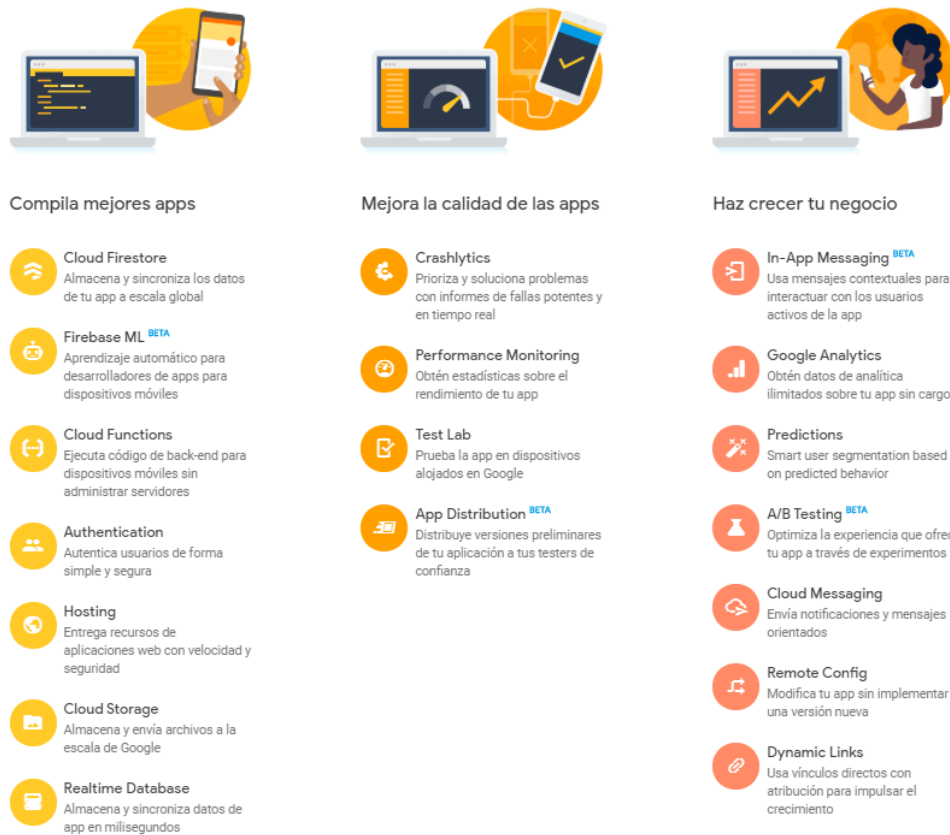 Compila mejores apps
Cloud Firestore
Almacena y sincroniza los datos
de tu app a escala global
Firebase ML BETA
Aprendizaje automático para
desarrolladores de apps para
dispositivos móviles
Cloud Functions
Ejecuta código de back-end para
dispositivos móviles sin
administrar servidores
Authentication
Autentica usuarios de forma
simple y segura
Hosting
Entrega recursos de
aplicaciones web con velocidad y
seguridad
Cloud Storage
Almacena y envía archivos a la
escala de Google
Realtime Database
Almacena y sincroniza datos de
app en milisegundos
Mejora la calidad de las apps
Crashlytics
Prioriza y soluciona problemas
con informes de fallas potentes y
en tiempo real
Performance Monitoring
Obtén estadísticas sobre el
rendimiento de tu app
Test Lab
Prueba la app en dispositivos
alojados en Google
App Distribution BETA
Distribuye versiones preliminares
de tu aplicación a tus testers de
confianza
Haz crecer tu negocio
In-App Messaging BETA
Usa mensajes contextuales para
interactuar con los usuarios
activos de la app
Google Analytics
Obtén datos de analítica
ilimitados sobre tu app sin cargo
Predictions
Smart user segmentation based
on predicted behavior
A/B Testing BETA
Optimiza la experiencia que ofrec
tu app a través de experimentos
Cloud Messaging
Envía notificaciones y mensajes
orientados
Remote Config
Modifica tu app sin implementar
una versión nueva
Dynamic Links
Usa vínculos directos con
atribución para impulsar el
crecimiento